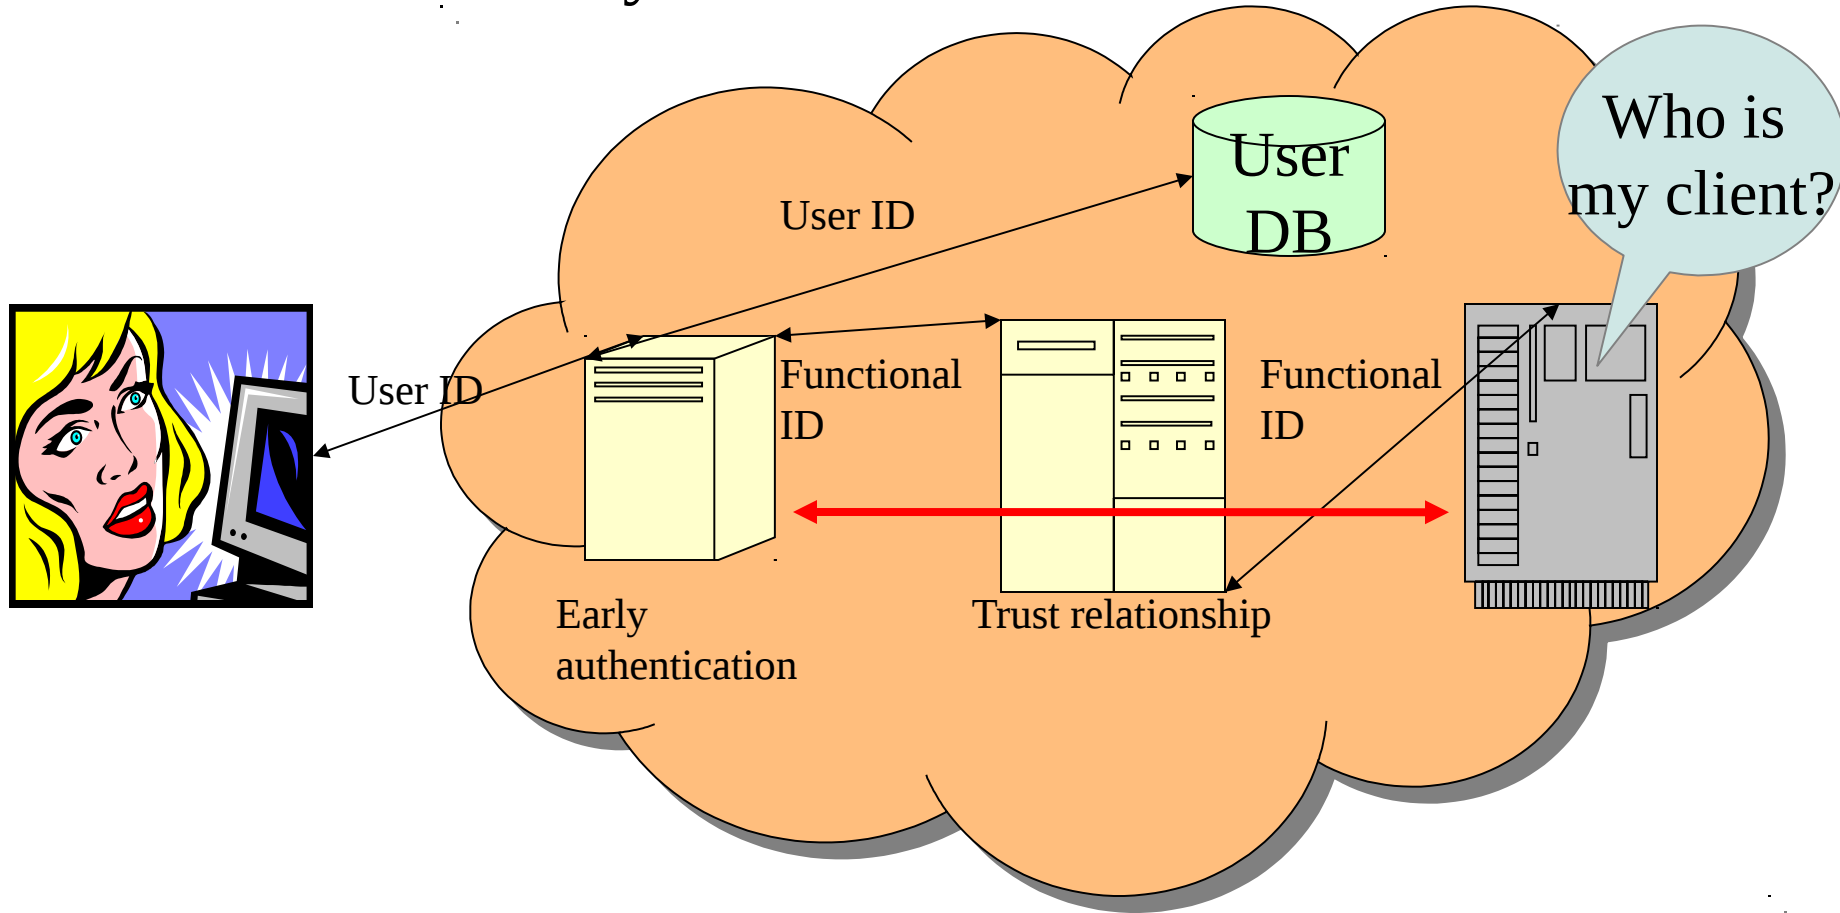 Who is
my client?
User
DB
User ID
User ID
Functional
ID
Functional
ID
Early
authentication
Trust relationship